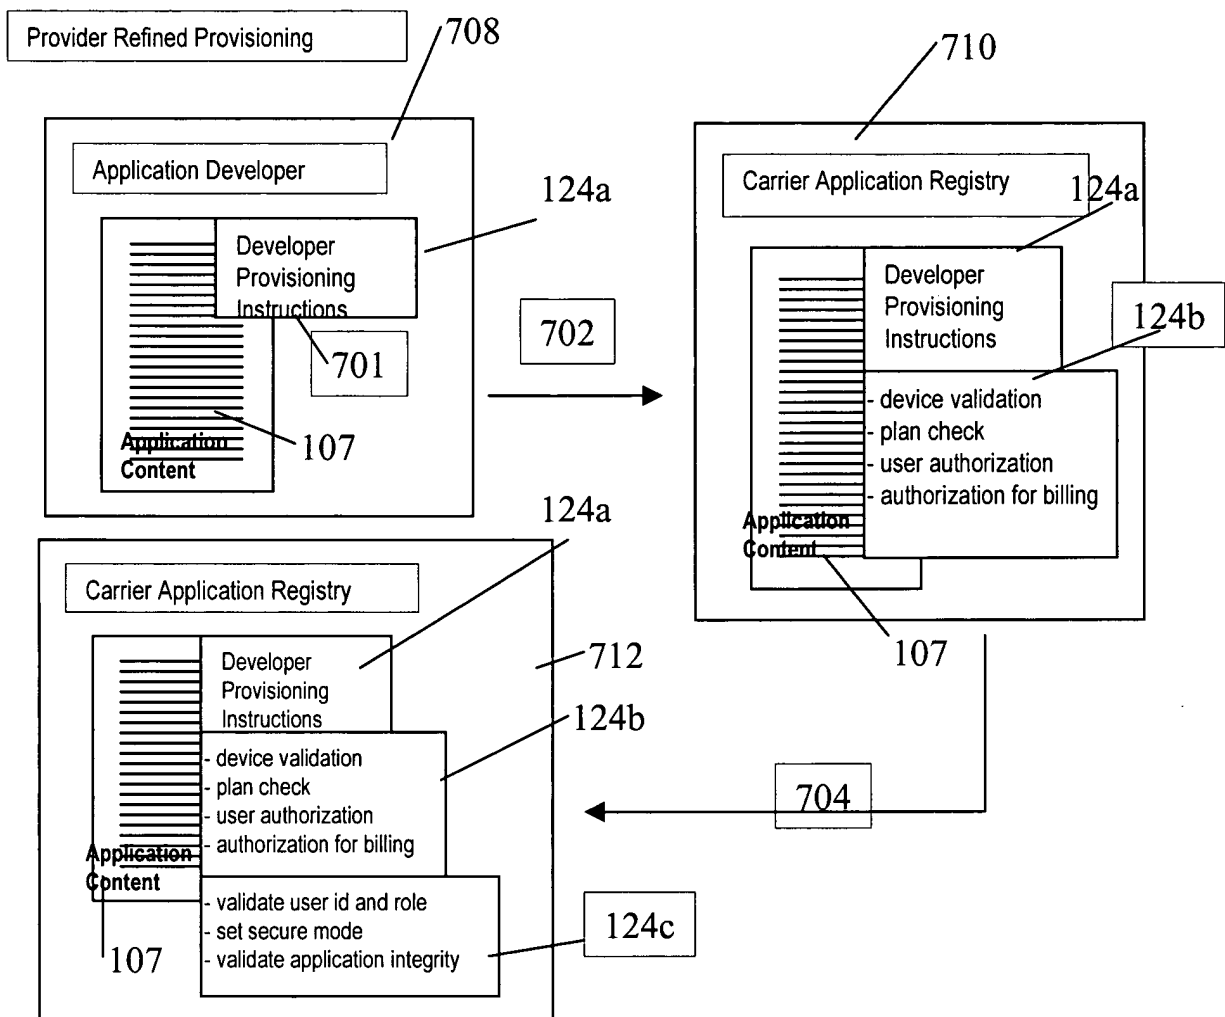 Provider Refined Provisioning
708
Application Developer
124a
Developer
Provisioning
Instructions
701
107
Application
Content
702
710
Carrier Application Registry
124a
Developer
Provisioning
Instructions
124b
- device validation
- plan check
- user authorization
- authorization for billing
Application
Content
107
704
124a
Carrier Application Registry
712
Developer
Provisioning
Instructions
124b
- device validation
- plan check
- user authorization
- authorization for billing
Application
Content
- validate user id and role
- set secure mode
- validate application integrity
124c
107